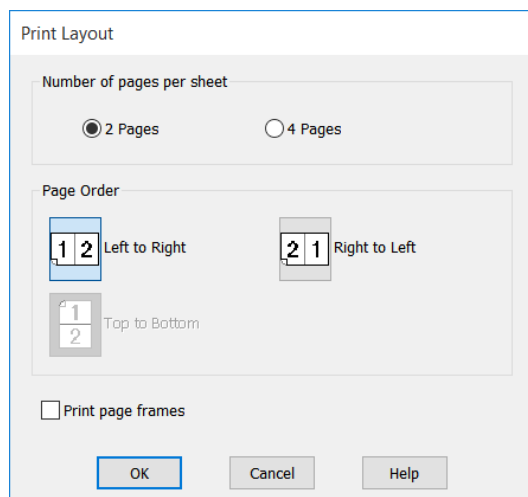 Print Layout
Number of pages per sheet
2 Pages 4 Pages
Page Order
1 2 Left to Right 2 1 Right to Left
1
2
Top to Bottom
Print page frames
OK Cancel Help